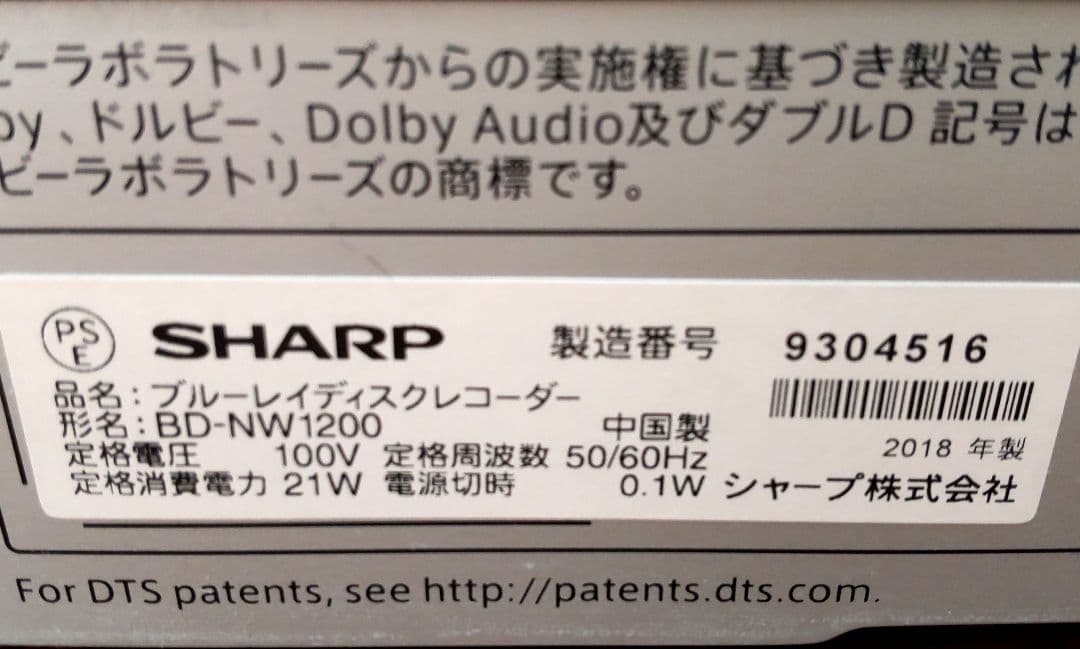 ビーラボラトリーズからの実施権に基づき製造され
by、ドルビー、Dolby Audio及びダブルD 記号は
ビーラボラトリーズの商標です。
PS
E
SHARP 製造番号 9304516
品名：ブルーレイディスクレコーダー
形名：BD-NW1200 中国製
2018 年製
定格電圧 100V 定格周波数 50/60Hz
定格消費電力 21W 電源切時 0.1W シャープ株式会社
For DTS patents, see http://patents.dts.com.